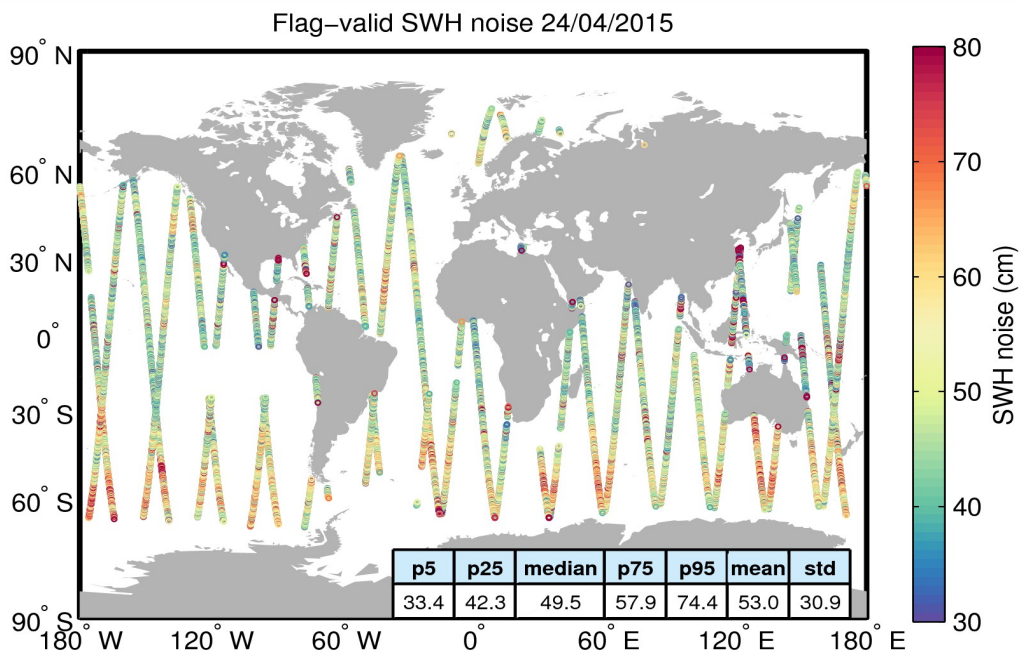 Flag−valid SWH noise 24/04/2015
90° N
60° N
30° N
0°
30° S
60° S
90° S
180° W
120° W
60° W
0°
60° E
120° E
180° E
80
70
60
50
40
30
SWH noise (cm)
p5 p25 median p75 p95 mean std
33.4 42.3 49.5 57.9 74.4 53.0 30.9